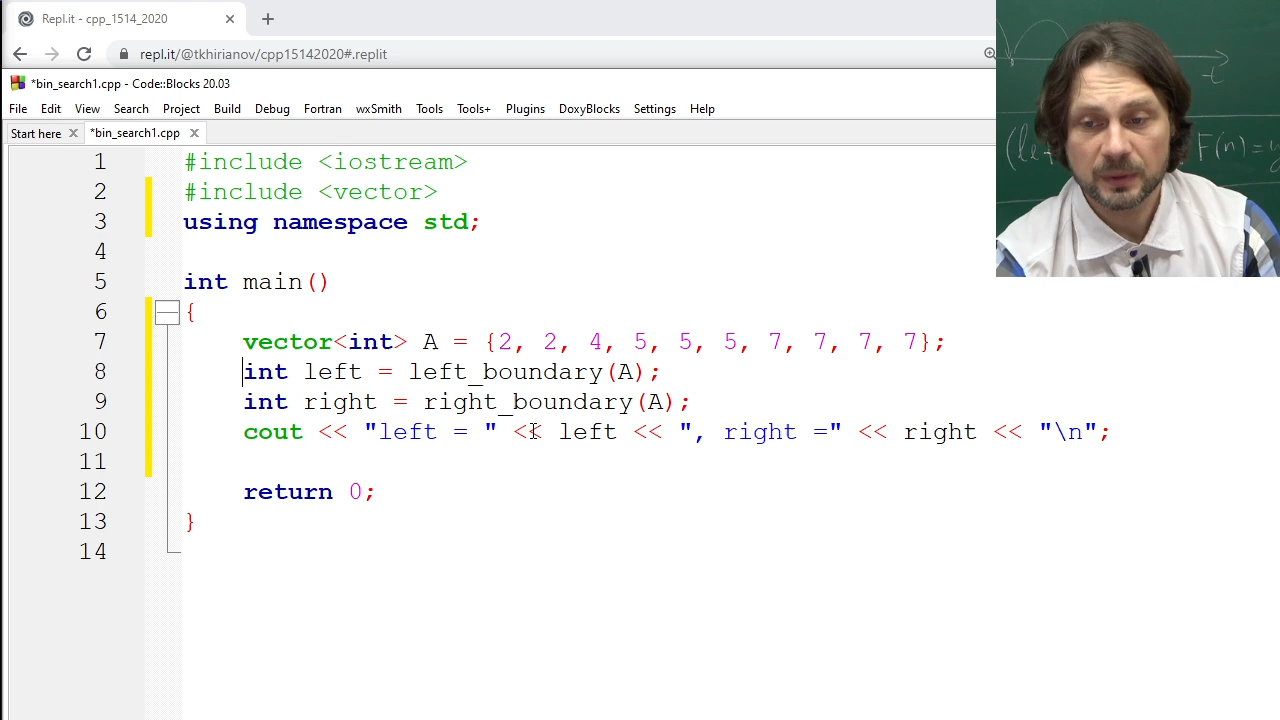 Repl.it - cpp_1514_2020
repl.it/@tkhirianov/cpp15142020#.replit
*bin_search1.cpp - Code::Blocks 20.03
File Edit View Search Project Build Debug Fortran wxSmith Tools Tools+ Plugins DoxyBlocks Settings Help
Start here *bin_search1.cpp
1 #include <iostream>
2 #include <vector>
3 using namespace std;
4
5 int main()
6 {
7 vector<int> A = {2, 2, 4, 5, 5, 5, 7, 7, 7, 7};
8 int left = left_boundary(A);
9 int right = right_boundary(A);
10 cout << "left = " << left << ", right =" << right << "\n";
11
12 return 0;
13 }
14
t
F(n)=